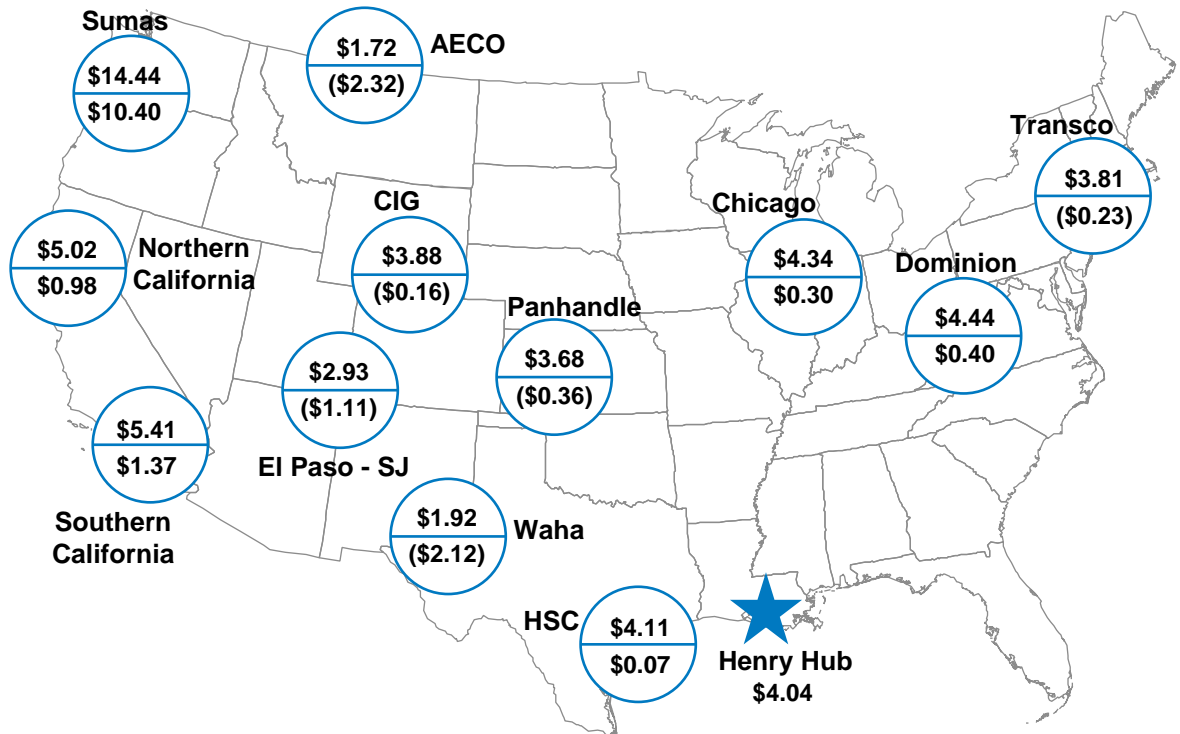 Sumas
$14.44
$10.40
$1.72
($2.32)
AECO
Transco
$3.81
($0.23)
CIG
$3.88
($0.16)
Chicago
$4.34
$0.30
Northern
California
$5.02
$0.98
Dominion
$4.44
$0.40
Panhandle
$3.68
($0.36)
$2.93
($1.11)
El Paso - SJ
$5.41
$1.37
Southern
California
$1.92
($2.12)
Waha
HSC
$4.11
$0.07
Henry Hub
$4.04